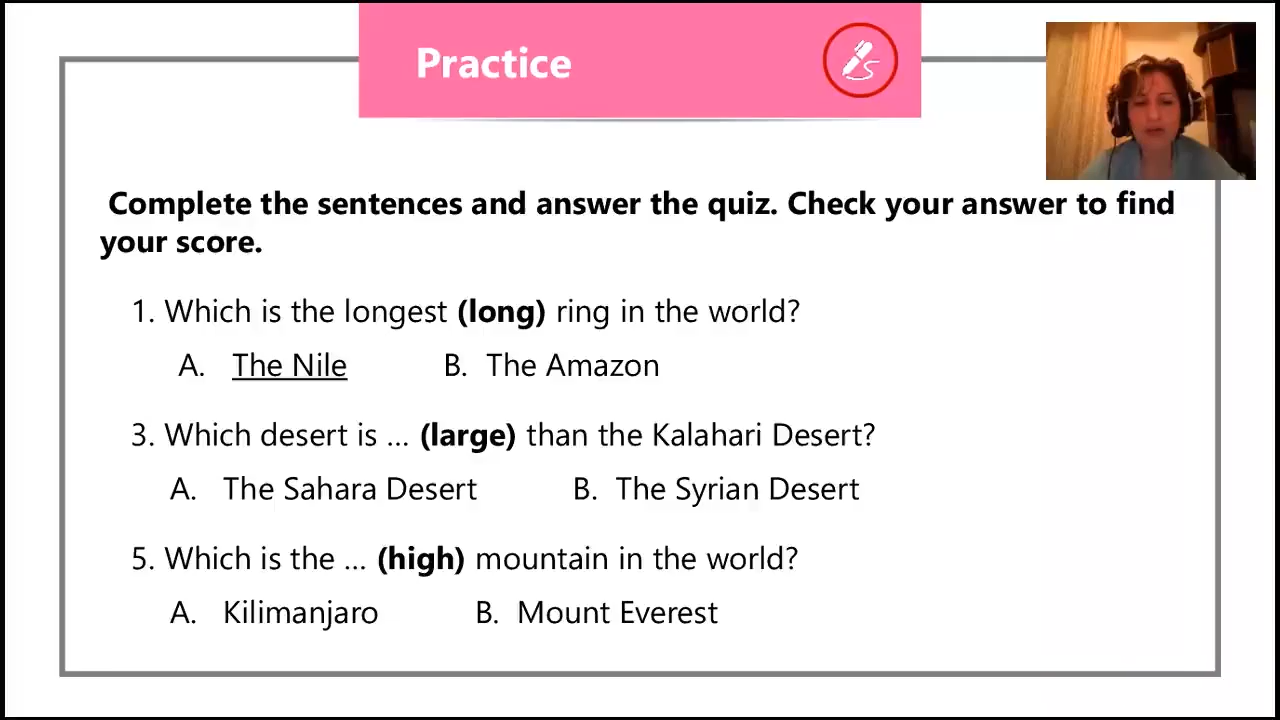 Practice
Complete the sentences and answer the quiz. Check your answer to find
your score.
1. Which is the longest (long) ring in the world?
A. The Nile B. The Amazon
3. Which desert is ... (large) than the Kalahari Desert?
A. The Sahara Desert B. The Syrian Desert
5. Which is the ... (high) mountain in the world?
A. Kilimanjaro B. Mount Everest